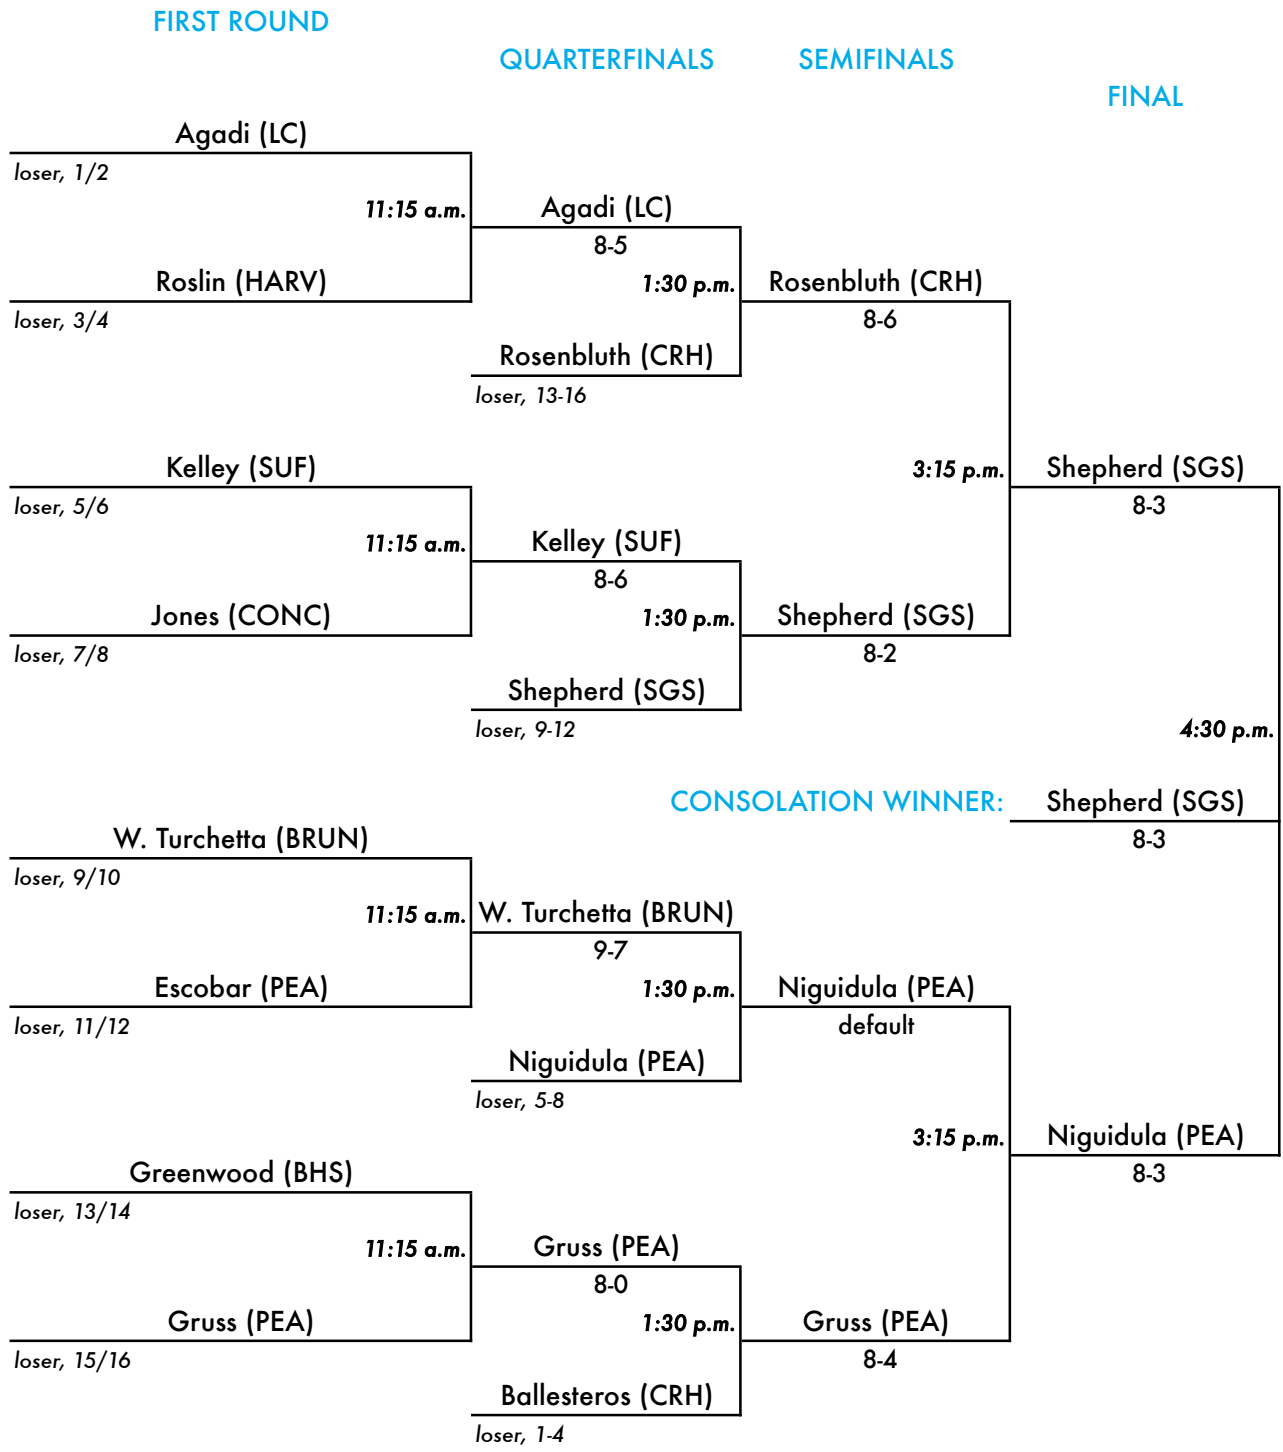 FIRST ROUND
QUARTERFINALS
SEMIFINALS
FINAL
Agadi (LC)
loser, 1/2
11:15 a.m.
Agadi (LC)
8-5
Roslin (HARV)
loser, 3/4
1:30 p.m.
Rosenbluth (CRH)
8-6
Rosenbluth (CRH)
loser, 13-16
Kelley (SUF)
loser, 5/6
3:15 p.m.
Shepherd (SGS)
8-3
11:15 a.m.
Kelley (SUF)
8-6
Jones (CONC)
loser, 7/8
1:30 p.m.
Shepherd (SGS)
8-2
Shepherd (SGS)
loser, 9-12
4:30 p.m.
CONSOLATION WINNER:
Shepherd (SGS)
8-3
W. Turchetta (BRUN)
loser, 9/10
11:15 a.m.
W. Turchetta (BRUN)
9-7
Escobar (PEA)
loser, 11/12
1:30 p.m.
Niguidula (PEA)
default
Niguidula (PEA)
loser, 5-8
3:15 p.m.
Niguidula (PEA)
8-3
Greenwood (BHS)
loser, 13/14
11:15 a.m.
Gruss (PEA)
8-0
Gruss (PEA)
loser, 15/16
1:30 p.m.
Gruss (PEA)
8-4
Ballesteros (CRH)
loser, 1-4